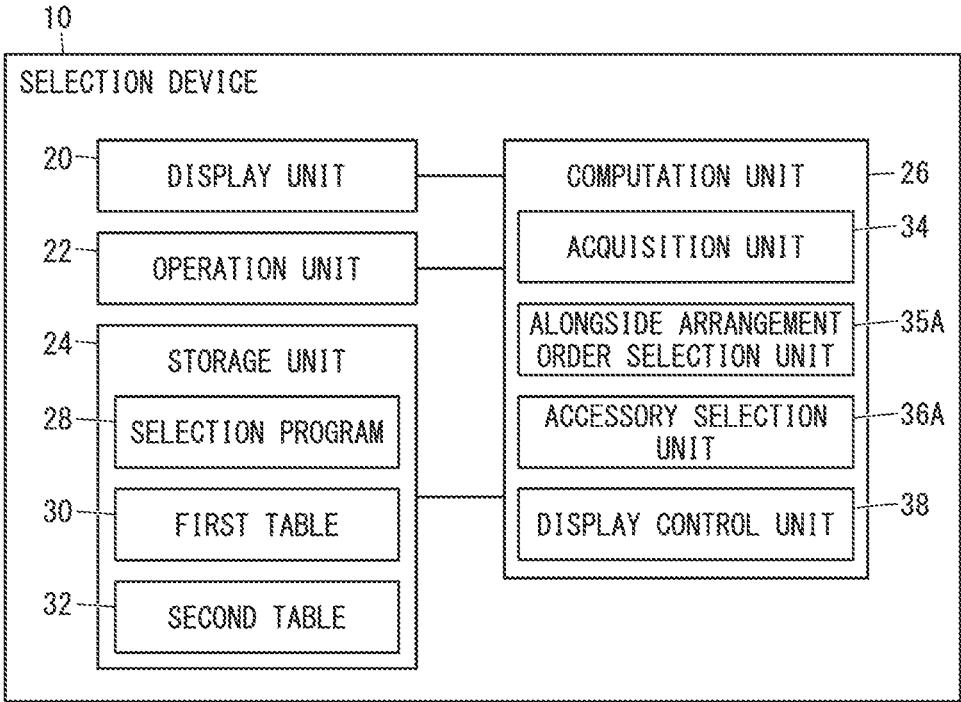 10
SELECTION DEVICE
20
DISPLAY UNIT
22
OPERATION UNIT
24
STORAGE UNIT
28
SELECTION PROGRAM
30
FIRST TABLE
32
SECOND TABLE
COMPUTATION UNIT
26
ACQUISITION UNIT
34
ALONGSIDE ARRANGEMENT
ORDER SELECTION UNIT
35A
ACCESSORY SELECTION
UNIT
36A
DISPLAY CONTROL UNIT
38